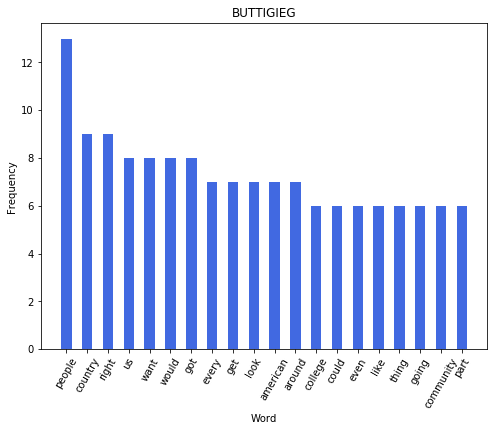 BUTTIGIEG
Frequency
12
10
8
6
4
2
0
people
country
right
us
want
would
got
every
get
look
american
around
college
could
even
like
thing
going
community
part
Word